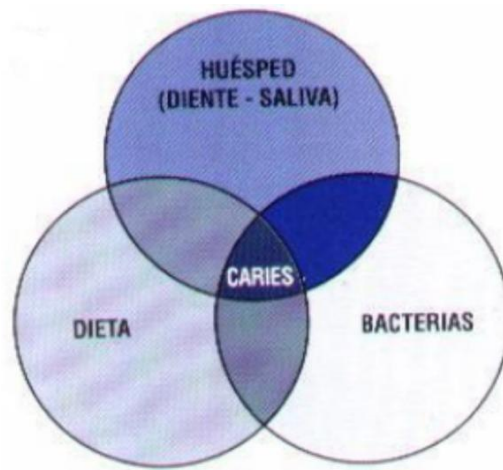 HUÉSPED
(DIENTE - SALIVA)
CARIES
DIETA
BACTERIAS